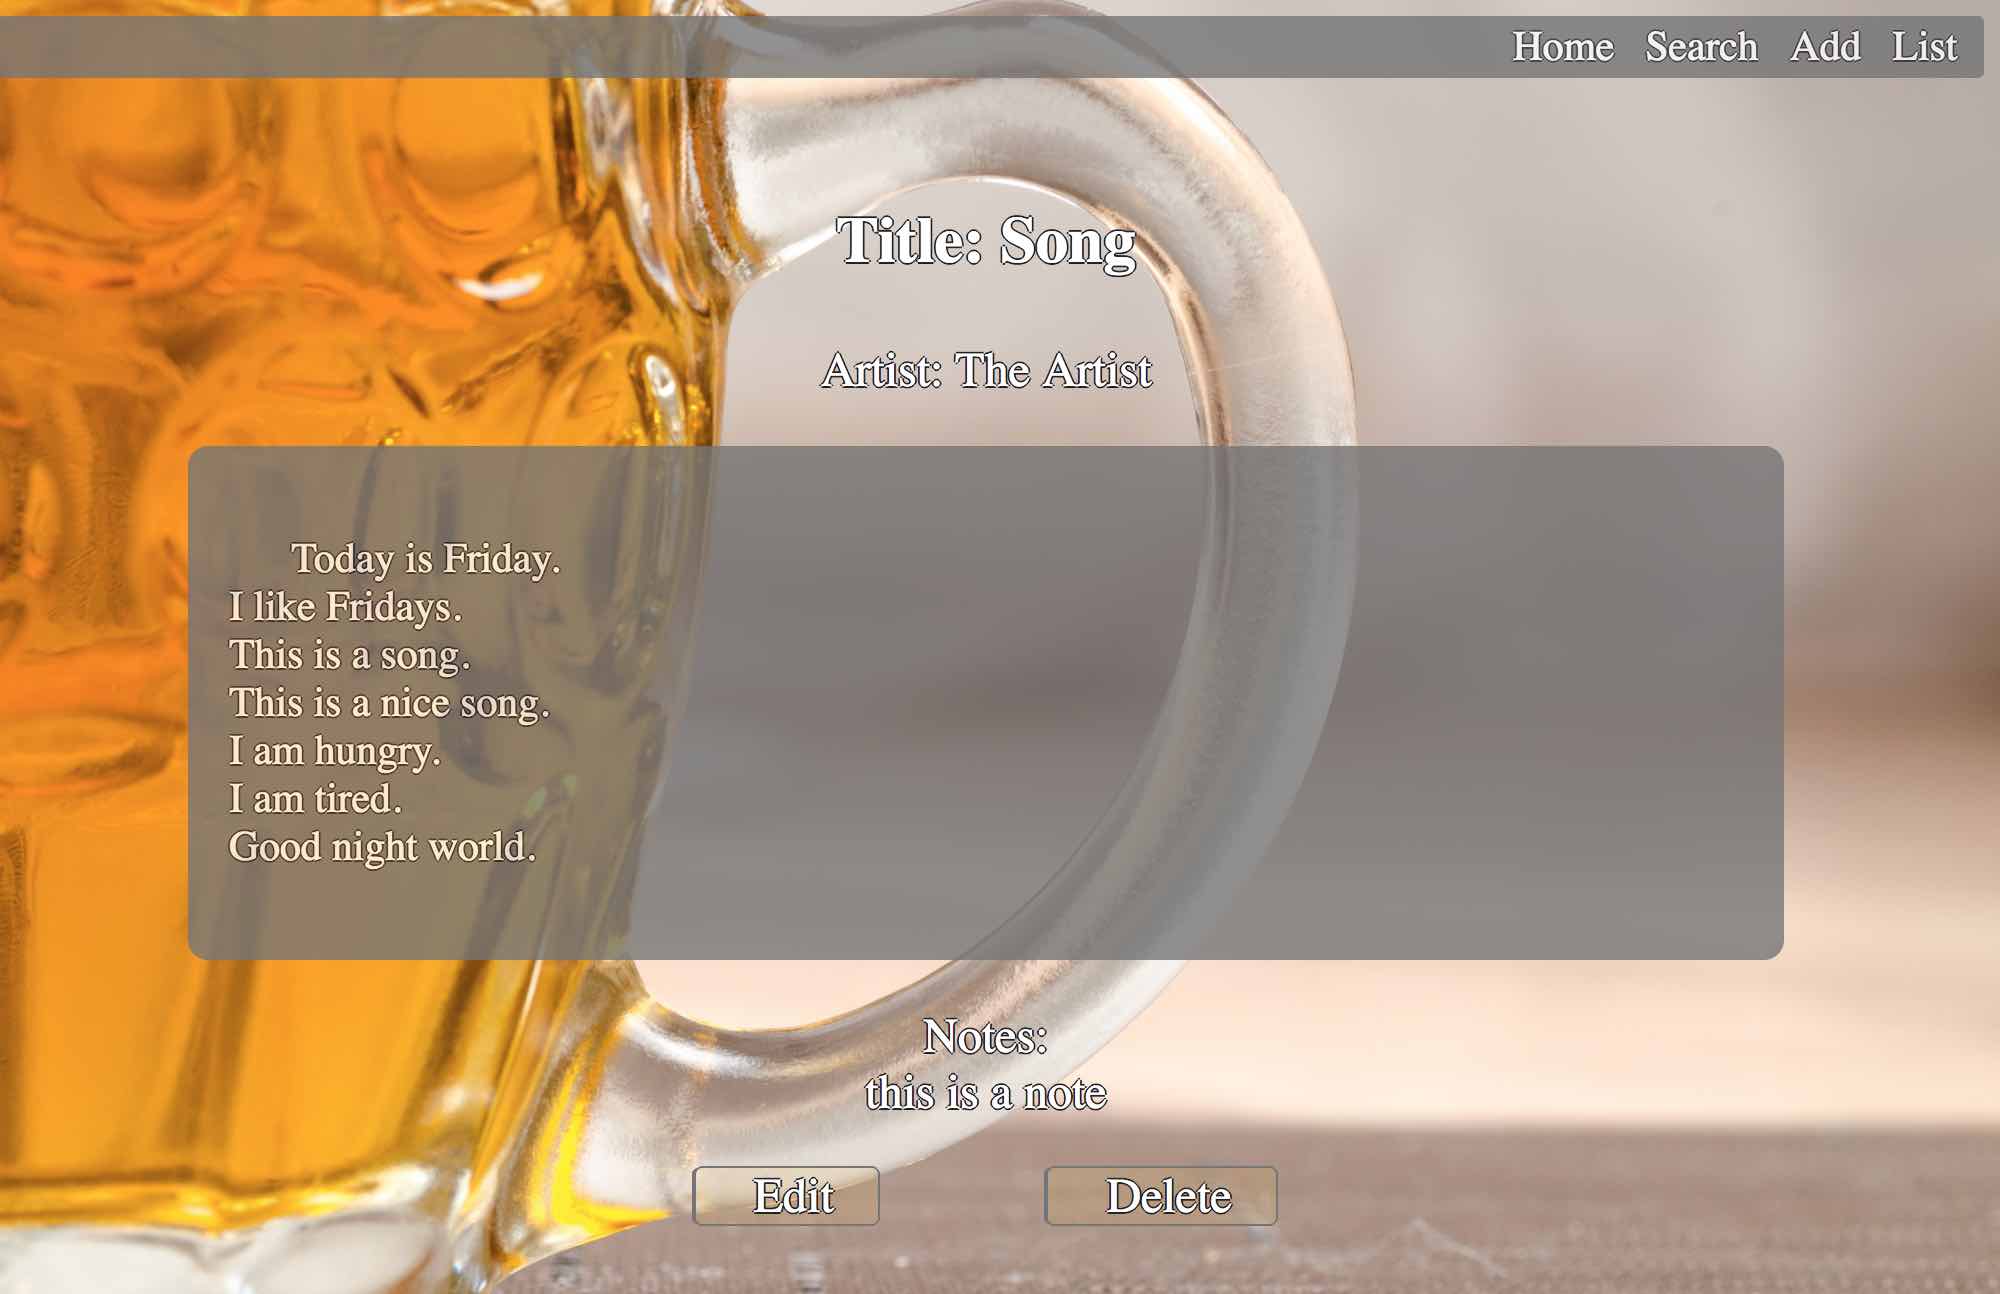 Home Search Add List
Title: Song
Artist: The Artist
Today is Friday.
I like Fridays.
This is a song.
This is a nice song.
I am hungry.
I am tired.
Good night world.
Notes:
this is a note
Edit Delete